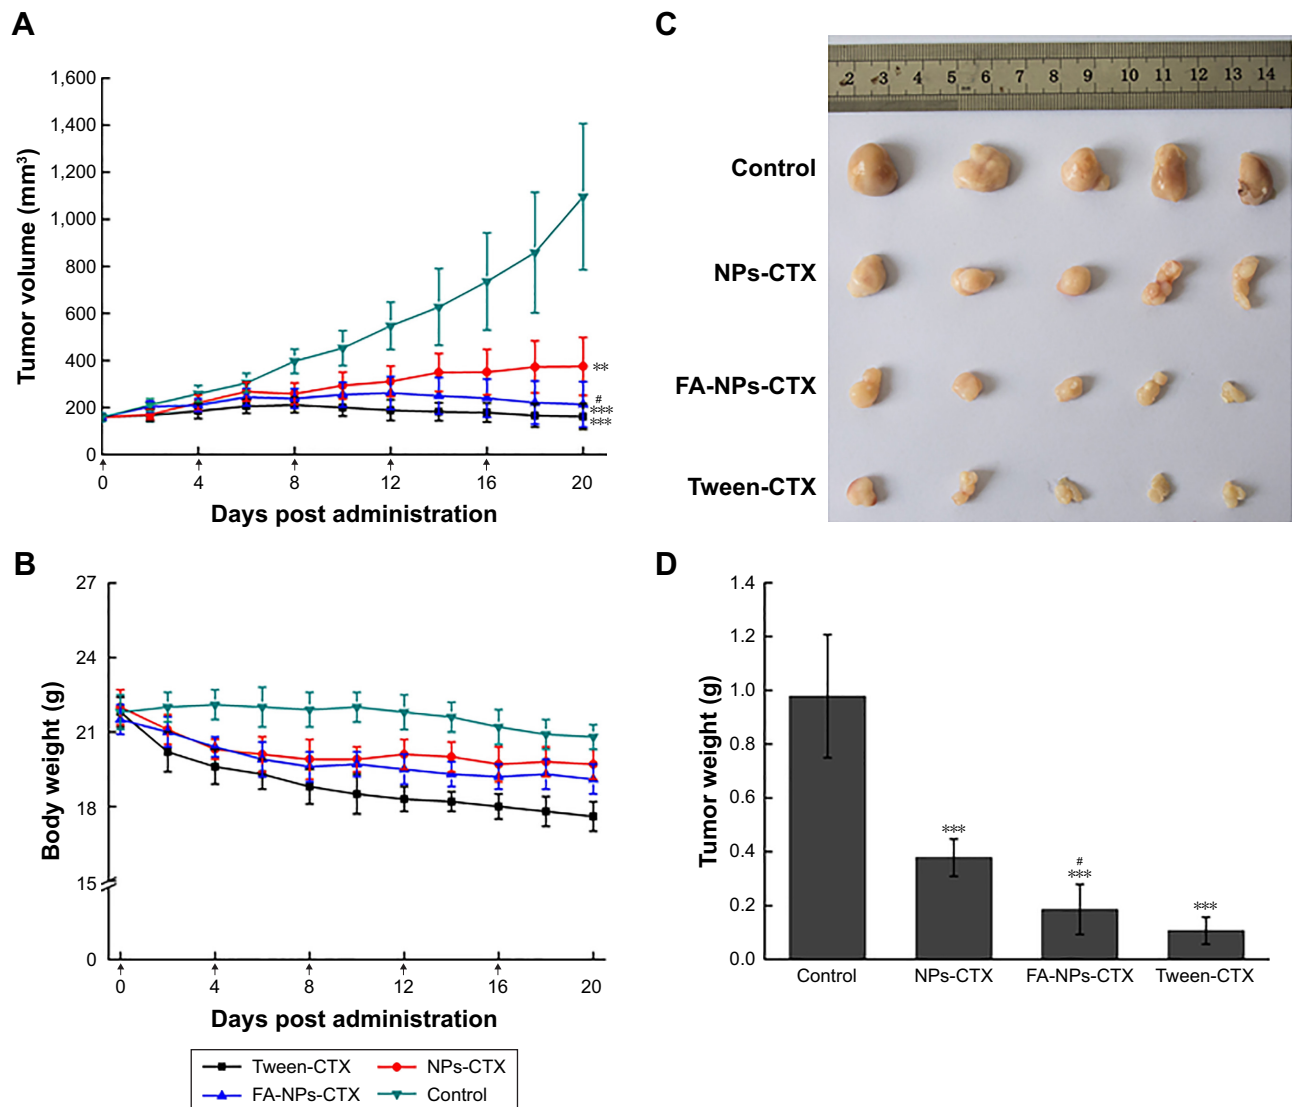 A
1,600
1,400
1,200
1,000
800
600
400
200
0
Tumor volume (mm³)
**
#
***
***
0 4 8 12 16 20
Days post administration
C
2 3 4 5 6 7 8 9 10 11 12 13 14
Control
NPs-CTX
FA-NPs-CTX
Tween-CTX
B
27
24
21
18
15
0
Body weight (g)
0 4 8 12 16 20
Days post administration
Tween-CTX NPs-CTX
FA-NPs-CTX Control
D
1.4
1.2
1.0
0.8
0.6
0.4
0.2
0.0
Tumor weight (g)
***
#
***
***
Control NPs-CTX FA-NPs-CTX Tween-CTX